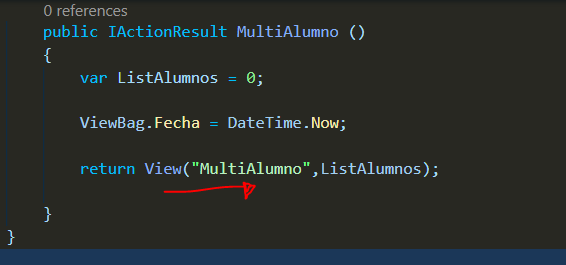 0 references
public IActionResult MultiAlumno ()
{
var ListAlumnos = 0;
ViewBag.Fecha = DateTime.Now;
return View("MultiAlumno",ListAlumnos);
}
}